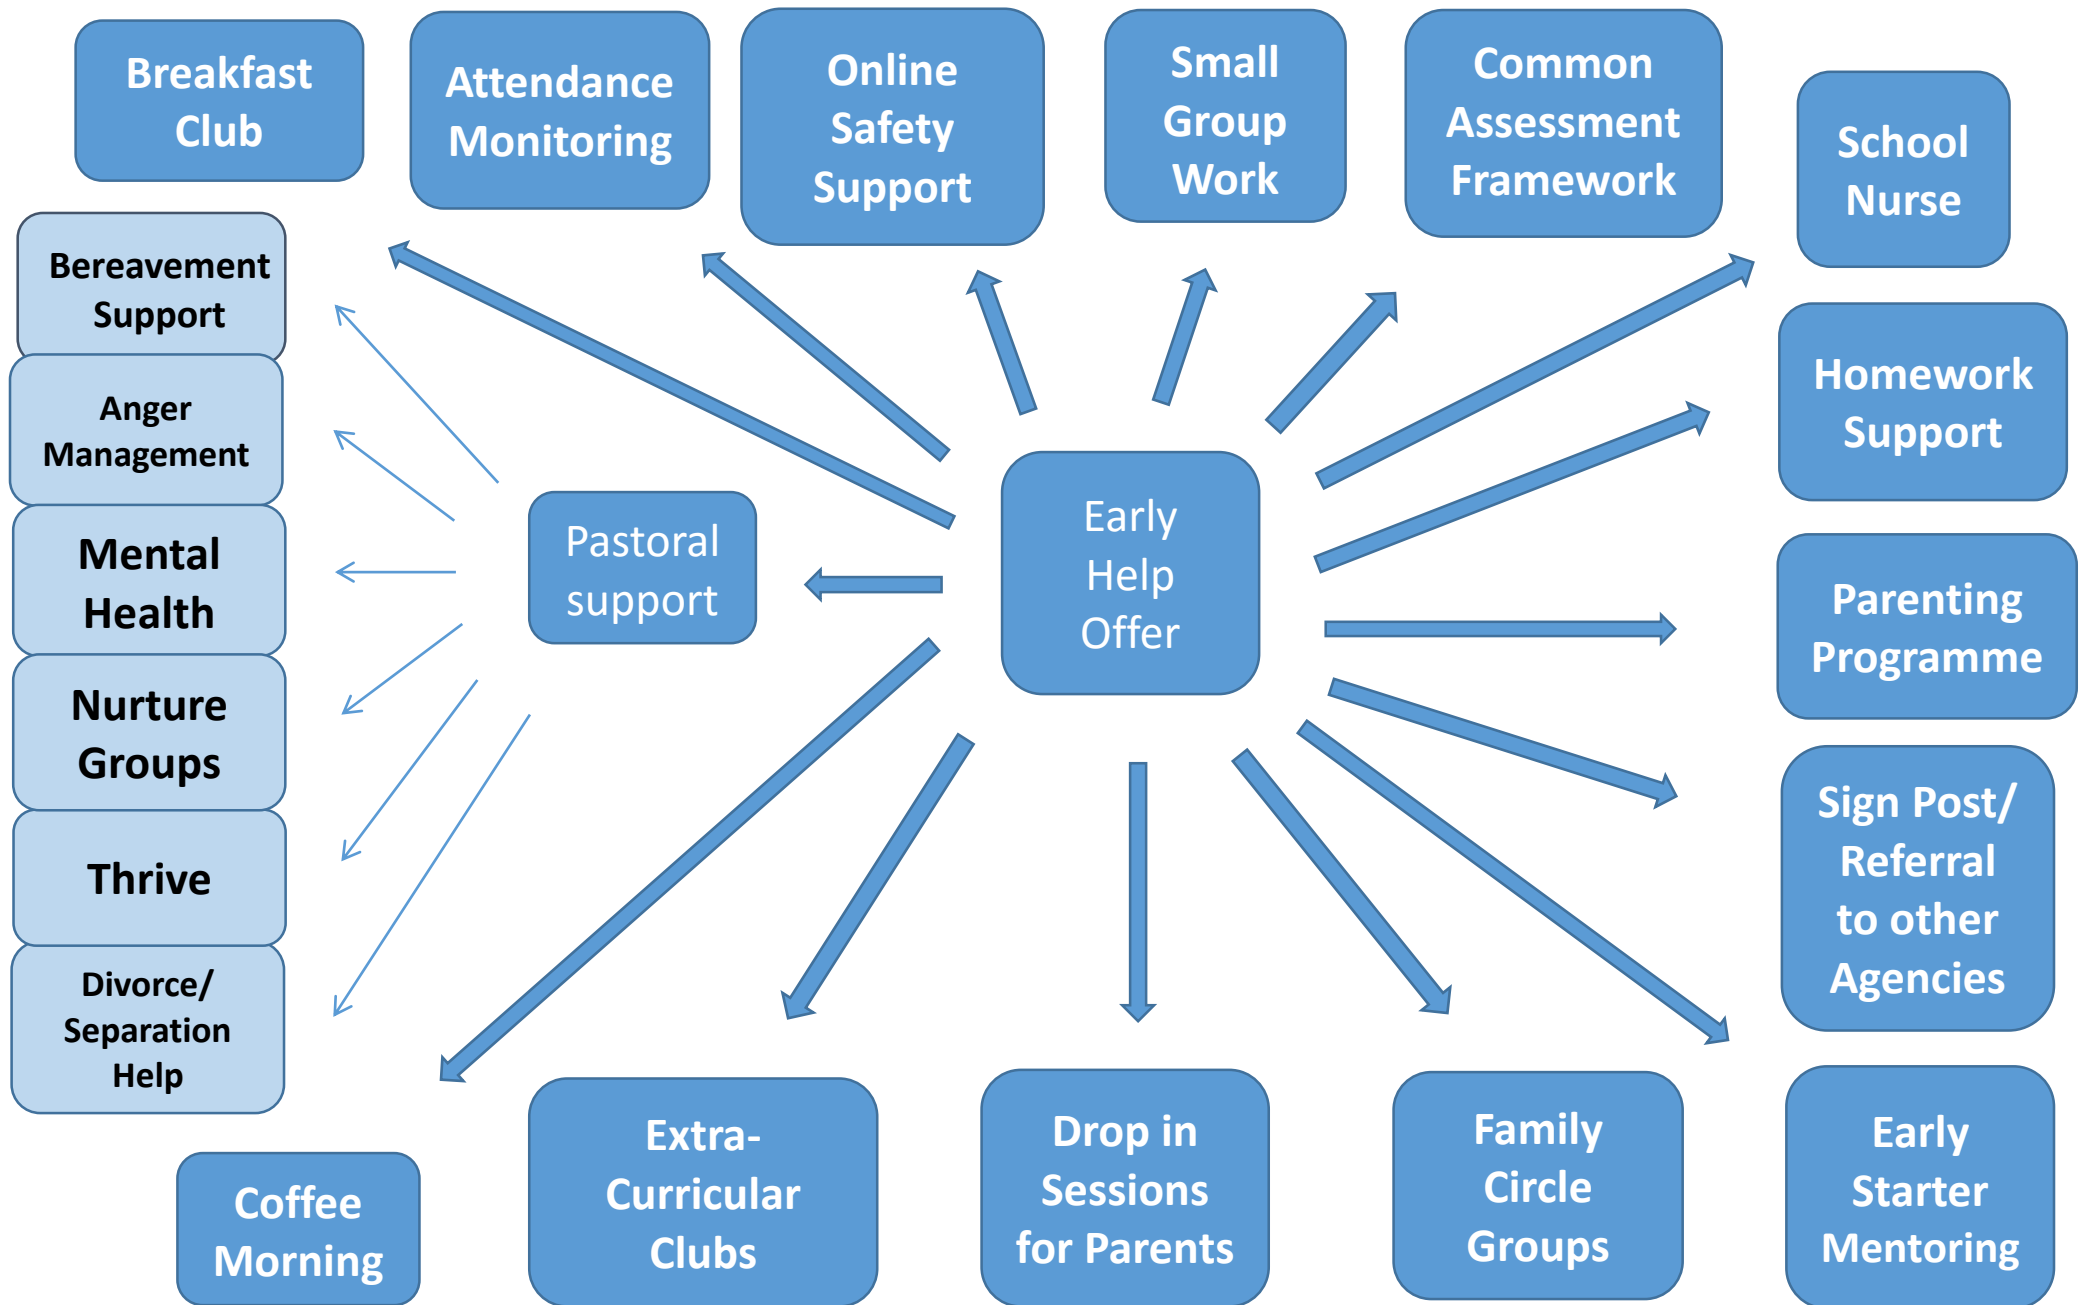 Breakfast
Club
Attendance
Monitoring
Online
Safety
Support
Small
Group
Work
Common
Assessment
Framework
School
Nurse
Bereavement
Support
Anger
Management
Mental
Health
Nurture
Groups
Thrive
Divorce/
Separation
Help
Pastoral
support
Early
Help
Offer
Homework
Support
Parenting
Programme
Sign Post/
Referral
to other
Agencies
Coffee
Morning
Extra-
Curricular
Clubs
Drop in
Sessions
for Parents
Family
Circle
Groups
Early
Starter
Mentoring